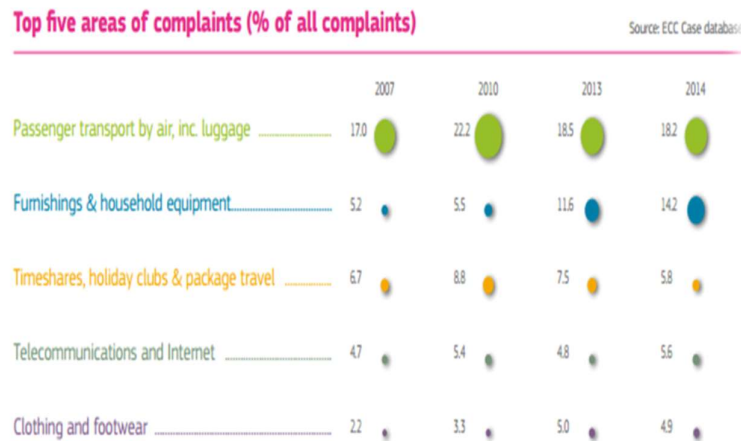 Top five areas of complaints (% of all complaints)
Source: ECC Case database
2007 2010 2013 2014
Passenger transport by air, inc. luggage 17.0 22.2 18.5 18.2
Furnishings & household equipment 5.2 5.5 11.6 14.2
Timeshares, holiday clubs & package travel 6.7 8.8 7.5 5.8
Telecommunications and Internet 4.7 5.4 4.8 5.6
Clothing and footwear 2.2 3.3 5.0 4.9